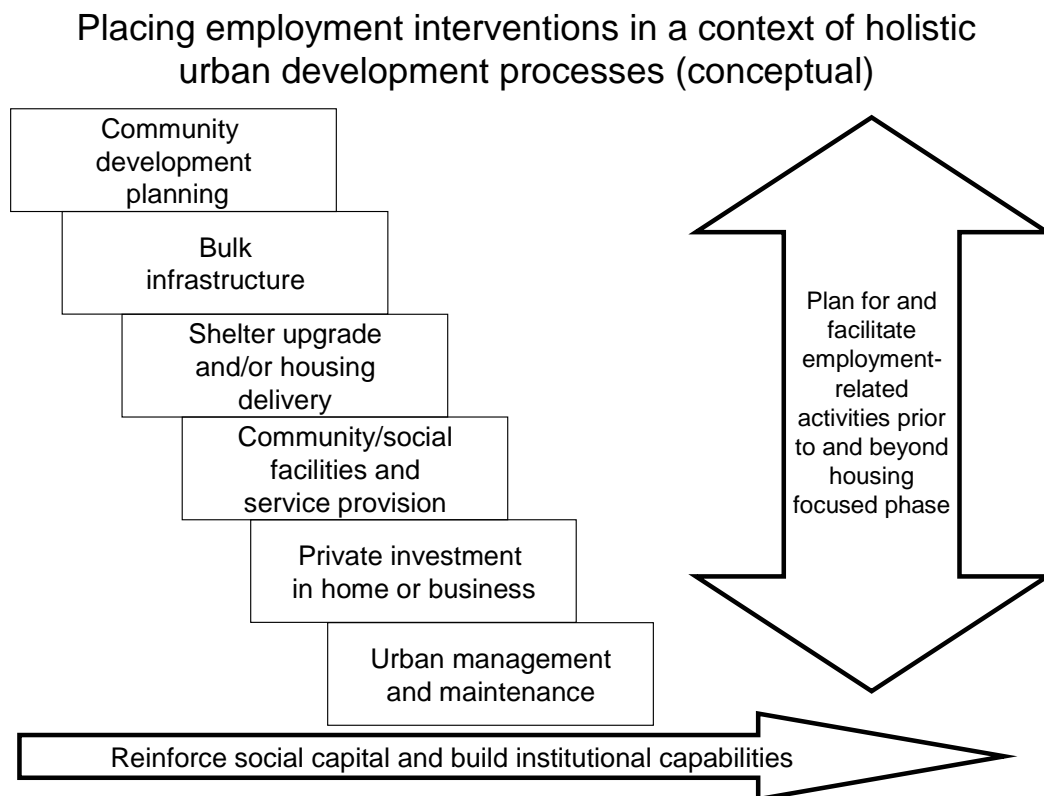 Placing employment interventions in a context of holistic
urban development processes (conceptual)
Community
development
planning
Bulk
infrastructure
Shelter upgrade
and/or housing
delivery
Community/social
facilities and
service provision
Private investment
in home or business
Urban management
and maintenance
Plan for and
facilitate
employment-
related
activities prior
to and beyond
housing
focused phase
Reinforce social capital and build institutional capabilities